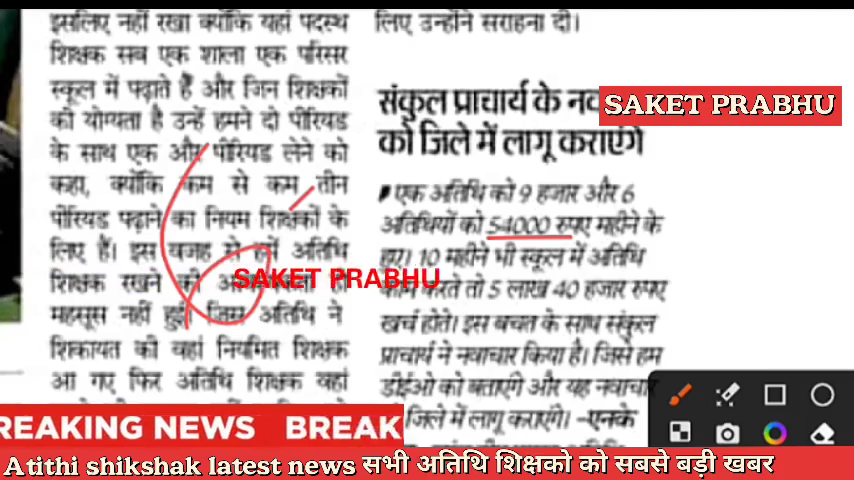 इसलिए नहीं रखा क्योंकि यहां पदस्थ
शिक्षक सब एक शाला एक परिसर
स्कूल में पढ़ाते हैं और जिन शिक्षकों
की योग्यता है उन्हें हमने दो पीरियड
के साथ एक और पीरियड लेने को
कहा, क्योंकि कम से कम तीन
पीरियड पढ़ाने का नियम शिक्षकों के
लिए हैं। इस वजह से हमें अतिथि
शिक्षक रखने की
महसूस नहीं हुई जिस अतिथि ने
शिकायत की वहां नियमित शिक्षक
आ गए फिर अतिथि शिक्षक वहां
लिए उन्होंने सराहना दी।
संकुल प्राचार्य के
को जिले में लागू कराएंगे
एक अतिथि को 9 हजार और 6
अतिथियों को 54000 रुपए महीने के
हुए। 10 महीने भी स्कूल में अतिथि
काम करते तो 5 लाख 40 हजार रुपए
खर्च होते। इस बचत के साथ संकुल
प्राचार्य ने नवाचार किया है। जिसे हम
डीईओ को बताएंगे और यह नवाचार
जिले में लागू कराएंगे। -एनके
SAKET PRABHU
SAKET PRABHU
REAKING NEWS BREAK
Atithi shikshak latest news सभी अतिथि शिक्षको को सबसे बड़ी खबर